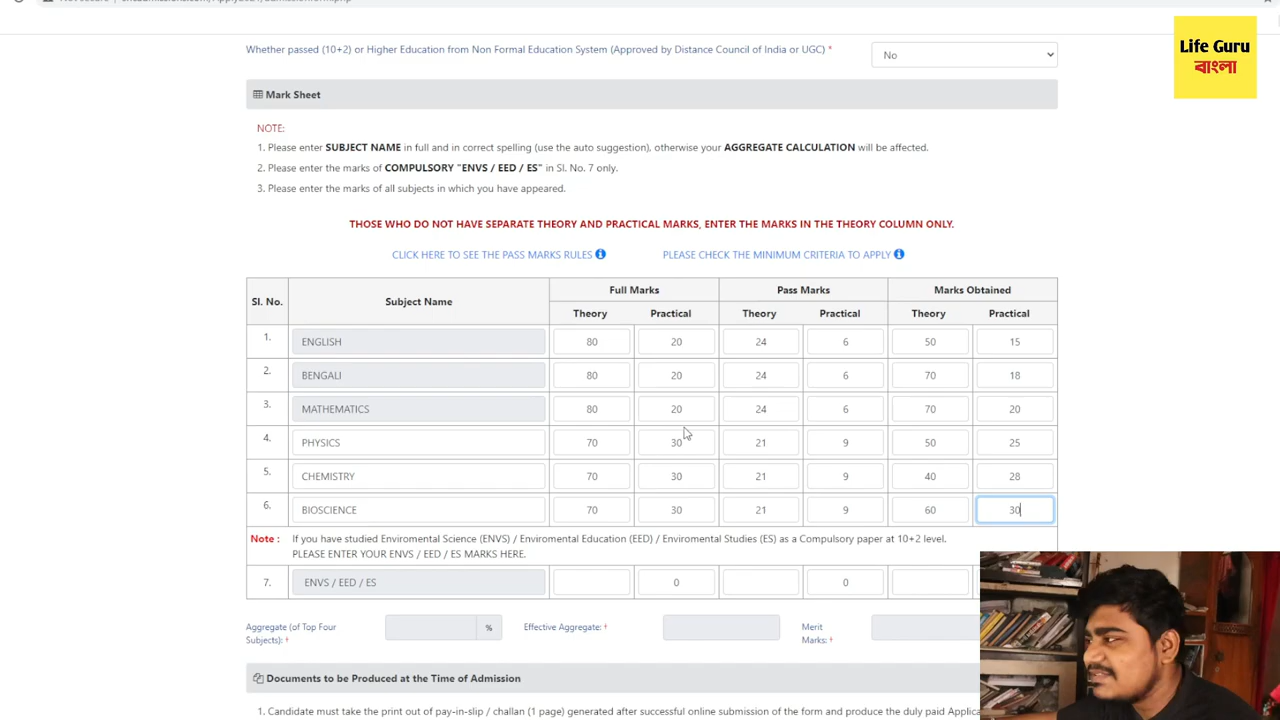 Life Guru
বাংলা
Whether passed (10+2) or Higher Education from Non Formal Education System (Approved by Distance Council of India or UGC) *
No
Mark Sheet
NOTE:
1. Please enter SUBJECT NAME in full and in correct spelling (use the auto suggestion), otherwise your AGGREGATE CALCULATION will be affected.
2. Please enter the marks of COMPULSORY "ENVS / EED / ES" in Sl. No. 7 only.
3. Please enter the marks of all subjects in which you have appeared.
THOSE WHO DO NOT HAVE SEPARATE THEORY AND PRACTICAL MARKS, ENTER THE MARKS IN THE THEORY COLUMN ONLY.
CLICK HERE TO SEE THE PASS MARKS RULES PLEASE CHECK THE MINIMUM CRITERIA TO APPLY
Sl. No. Subject Name Full Marks Pass Marks Marks Obtained
Theory Practical Theory Practical Theory Practical
1. ENGLISH 80 20 24 6 50 15
2. BENGALI 80 20 24 6 70 18
3. MATHEMATICS 80 20 24 6 70 20
4. PHYSICS 70 30 21 9 50 25
5. CHEMISTRY 70 30 21 9 40 28
6. BIOSCIENCE 70 30 21 9 60 30
Note : If you have studied Enviromental Science (ENVS) / Enviromental Education (EED) / Enviromental Studies (ES) as a Compulsory paper at 10+2 level.
PLEASE ENTER YOUR ENVS / EED / ES MARKS HERE.
7. ENVS / EED / ES 0 0
Aggregate (of Top Four Subjects): * % Effective Aggregate: * Merit Marks: *
Documents to be Produced at the Time of Admission
1. Candidate must take the print out of pay-in-slip / challan (1 page) generated after successful online submission of the form and produce the duly paid